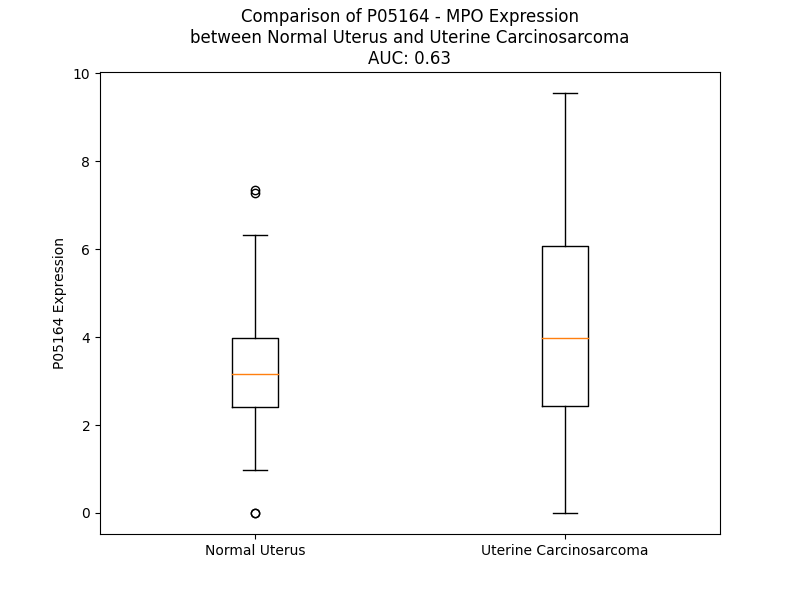 Comparison of P05164 - MPO Expression
between Normal Uterus and Uterine Carcinosarcoma
AUC: 0.63
10
8
6
4
2
0
P05164 Expression
Normal Uterus
Uterine Carcinosarcoma